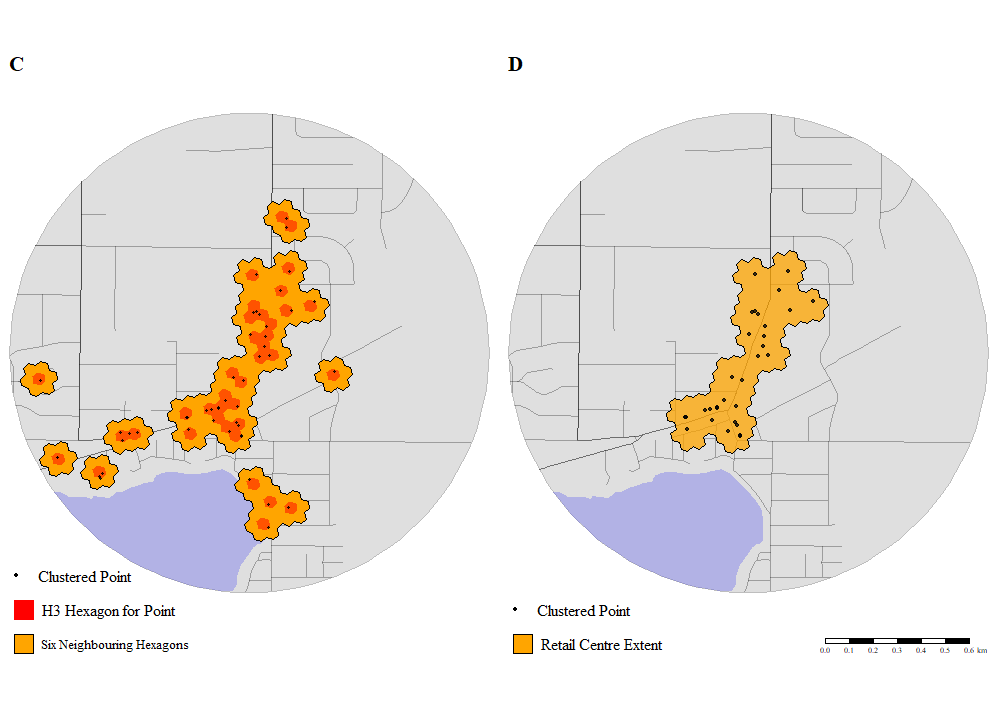 C
D
Clustered Point
H3 Hexagon for Point
Six Neighbouring Hexagons
Clustered Point
Retail Centre Extent
0.0 0.1 0.2 0.3 0.4 0.5 0.6 km